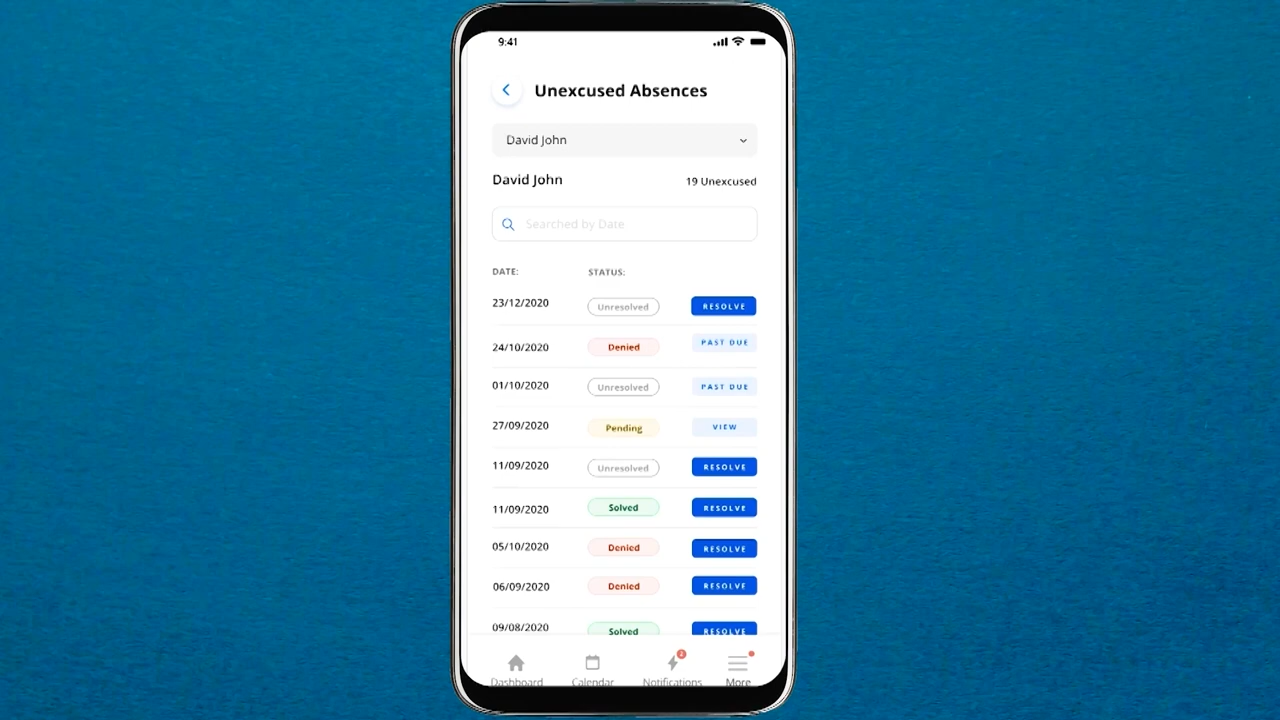 9:41
Unexcused Absences
David John
David John 19 Unexcused
Searched by Date
DATE: STATUS:
23/12/2020 Unresolved RESOLVE
24/10/2020 Denied PAST DUE
01/10/2020 Unresolved PAST DUE
27/09/2020 Pending VIEW
11/09/2020 Unresolved RESOLVE
11/09/2020 Solved RESOLVE
05/10/2020 Denied RESOLVE
06/09/2020 Denied RESOLVE
09/08/2020 Solved RESOLVE
2
Dashboard Calendar Notifications More